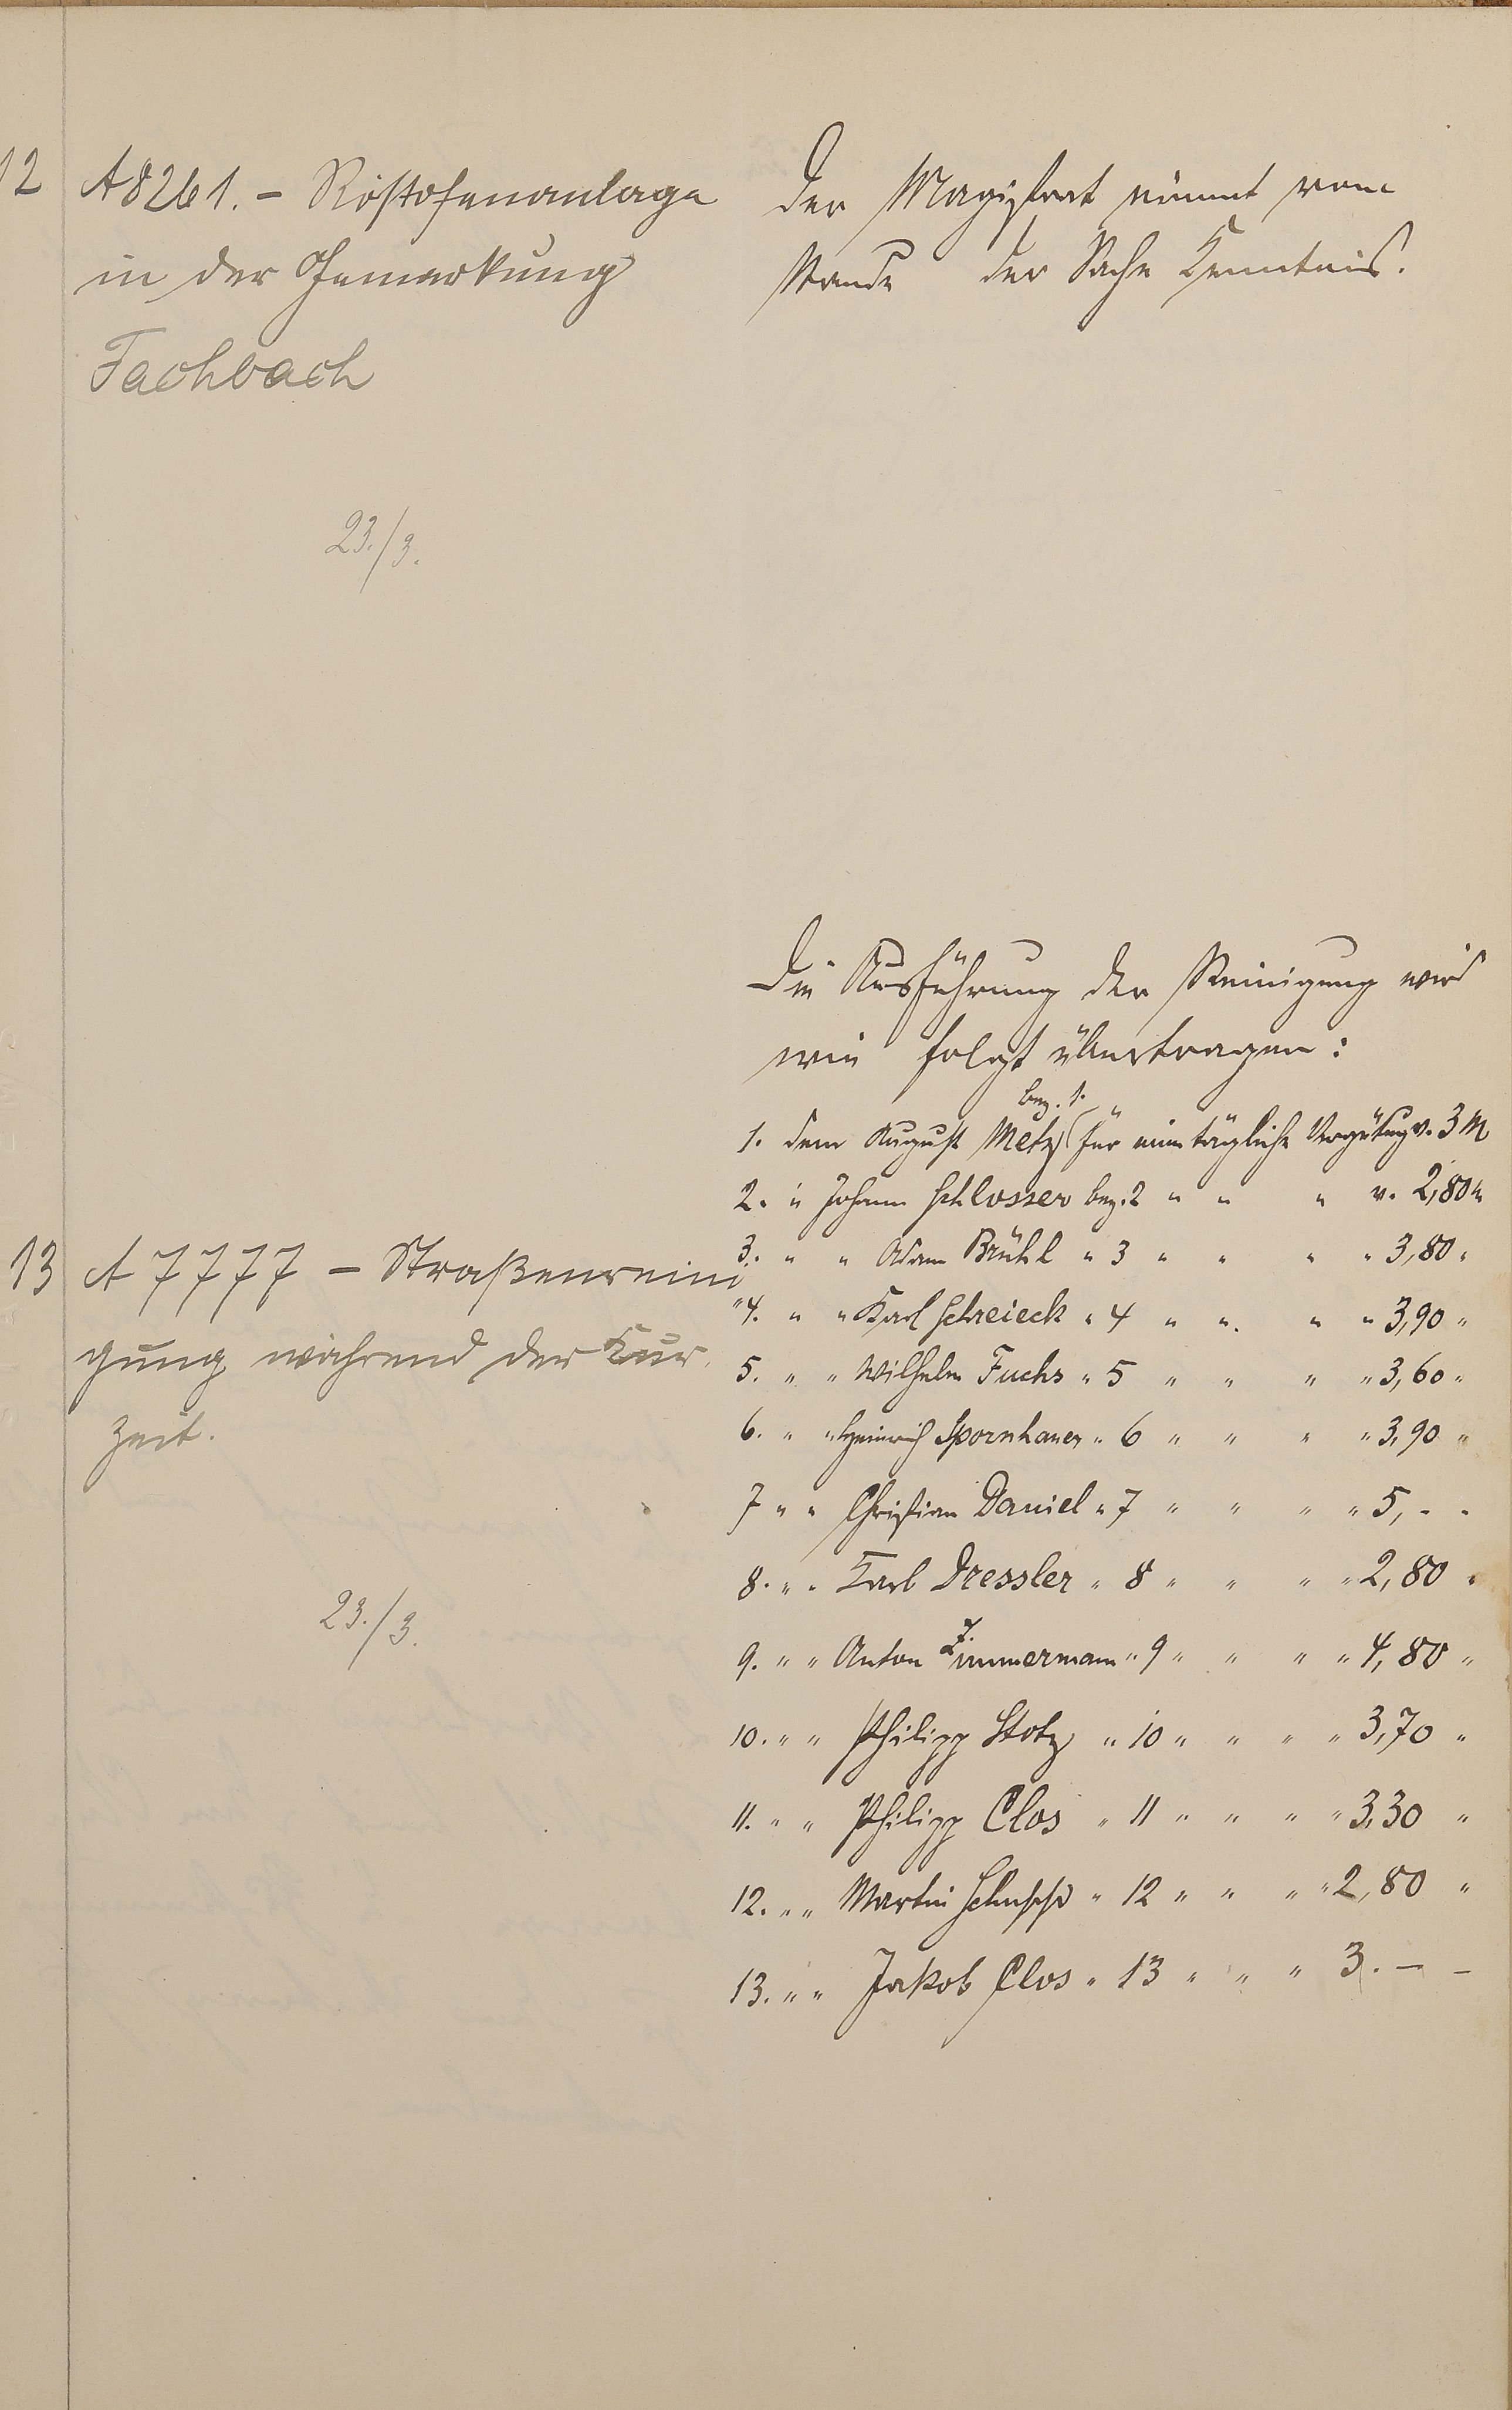 12 A 8261. - Röstofenanlage
in der Gemarkung
Fachbach
23./3.
Der Magistrat nimmt vom
Stande der Sache Kenntnis.
13 A 7777 - Straßenreini
gung während der Kur
zeit.
23./3.
Die Ausführung der Reinigung wird
wie folgt übertragen:
bez. 1.
1. dem August Metz für eine tägliche Vergütung v. 3 M
2. " Johann Schlosser bez. 2 " " " v. 2,80 "
3. " " Adam Brühl " 3 " " " " 3,80 "
"4. " " Karl Schreieck " 4 " " " " 3,90 "
5. " " Wilhelm Fuchs " 5 " " " " 3,60 "
6. " " Heinrich Spornhauer " 6 " " " " 3,90 "
7 " " Christian Daniel " 7 " " " " 5,- "
8. " " Karl Dressler " 8 " " " " 2,80 "
9. " " Anton Zimmermann " 9 " " " " 4,80 "
10. " " Philipp Stotz " 10 " " " " 3,70 "
11. " " Philipp Clos " 11 " " " " 3,30 "
12. " " Martin " 12 " " " " 2,80 "
13. " " Jakob Clos " 13 " " " 3. - -